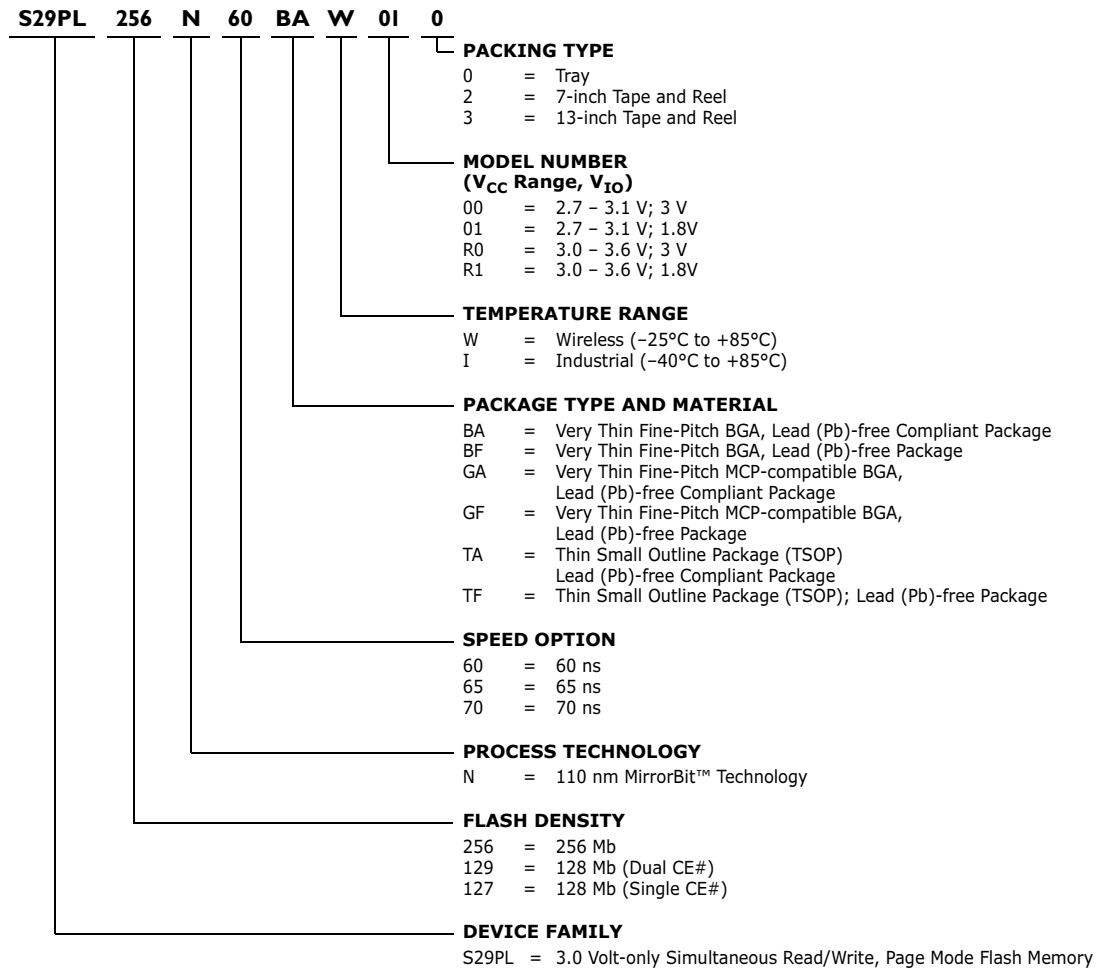 S29PL 256 N 60 BA W 01 0
PACKING TYPE
0 = Tray
2 = 7-inch Tape and Reel
3 = 13-inch Tape and Reel
MODEL NUMBER
(VCC Range, VIO)
00 = 2.7 – 3.1 V; 3 V
01 = 2.7 – 3.1 V; 1.8V
R0 = 3.0 – 3.6 V; 3 V
R1 = 3.0 – 3.6 V; 1.8V
TEMPERATURE RANGE
W = Wireless (–25°C to +85°C)
I = Industrial (–40°C to +85°C)
PACKAGE TYPE AND MATERIAL
BA = Very Thin Fine-Pitch BGA, Lead (Pb)-free Compliant Package
BF = Very Thin Fine-Pitch BGA, Lead (Pb)-free Package
GA = Very Thin Fine-Pitch MCP-compatible BGA,
Lead (Pb)-free Compliant Package
GF = Very Thin Fine-Pitch MCP-compatible BGA,
Lead (Pb)-free Package
TA = Thin Small Outline Package (TSOP)
Lead (Pb)-free Compliant Package
TF = Thin Small Outline Package (TSOP); Lead (Pb)-free Package
SPEED OPTION
60 = 60 ns
65 = 65 ns
70 = 70 ns
PROCESS TECHNOLOGY
N = 110 nm MirrorBit™ Technology
FLASH DENSITY
256 = 256 Mb
129 = 128 Mb (Dual CE#)
127 = 128 Mb (Single CE#)
DEVICE FAMILY
S29PL = 3.0 Volt-only Simultaneous Read/Write, Page Mode Flash Memory